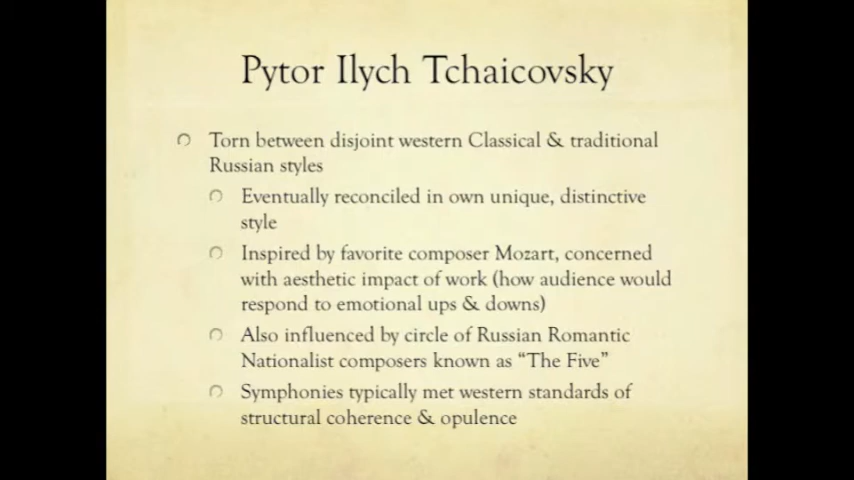 Pytor Ilych Tchaicovsky
Torn between disjoint western Classical & traditional
Russian styles
Eventually reconciled in own unique, distinctive
style
Inspired by favorite composer Mozart, concerned
with aesthetic impact of work (how audience would
respond to emotional ups & downs)
Also influenced by circle of Russian Romantic
Nationalist composers known as “The Five”
Symphonies typically met western standards of
structural coherence & opulence